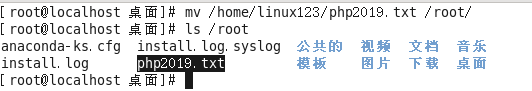 [root@localhost 桌面]# mv /home/linux123/php2019.txt /root/
[root@localhost 桌面]# ls /root
anaconda-ks.cfg install.log.syslog 公共的 视频 文档 音乐
install.log php2019.txt 模板 图片 下载 桌面
[root@localhost 桌面]#